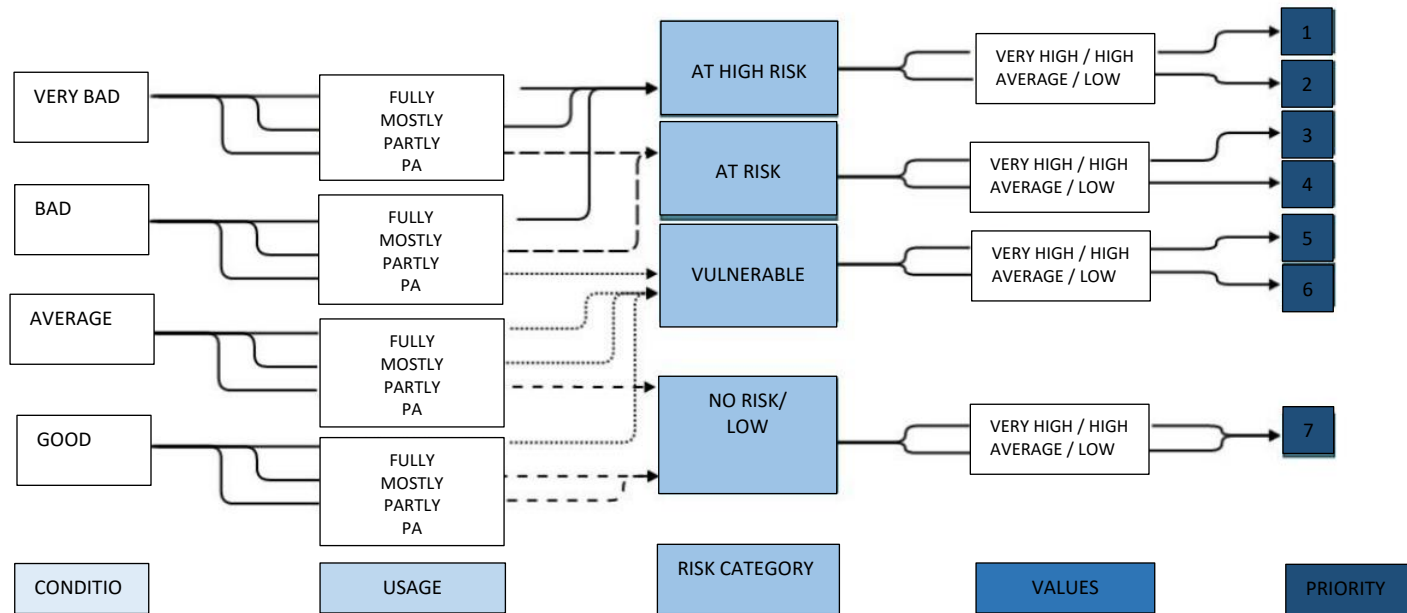 VERY BAD
BAD
AVERAGE
GOOD
CONDITIO
FULLY
MOSTLY
PARTLY
PA
FULLY
MOSTLY
PARTLY
PA
FULLY
MOSTLY
PARTLY
PA
FULLY
MOSTLY
PARTLY
PA
USAGE
AT HIGH RISK
AT RISK
VULNERABLE
NO RISK/
LOW
RISK CATEGORY
VERY HIGH / HIGH
AVERAGE / LOW
VERY HIGH / HIGH
AVERAGE / LOW
VERY HIGH / HIGH
AVERAGE / LOW
VERY HIGH / HIGH
AVERAGE / LOW
VALUES
1
2
3
4
5
6
7
PRIORITY